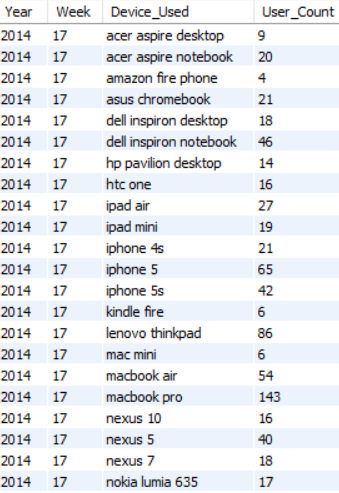 Year Week Device_Used User_Count
2014 17 acer aspire desktop 9
2014 17 acer aspire notebook 20
2014 17 amazon fire phone 4
2014 17 asus chromebook 21
2014 17 dell inspiron desktop 18
2014 17 dell inspiron notebook 46
2014 17 hp pavilion desktop 14
2014 17 htc one 16
2014 17 ipad air 27
2014 17 ipad mini 19
2014 17 iphone 4s 21
2014 17 iphone 5 65
2014 17 iphone 5s 42
2014 17 kindle fire 6
2014 17 lenovo thinkpad 86
2014 17 mac mini 6
2014 17 macbook air 54
2014 17 macbook pro 143
2014 17 nexus 10 16
2014 17 nexus 5 40
2014 17 nexus 7 18
2014 17 nokia lumia 635 17